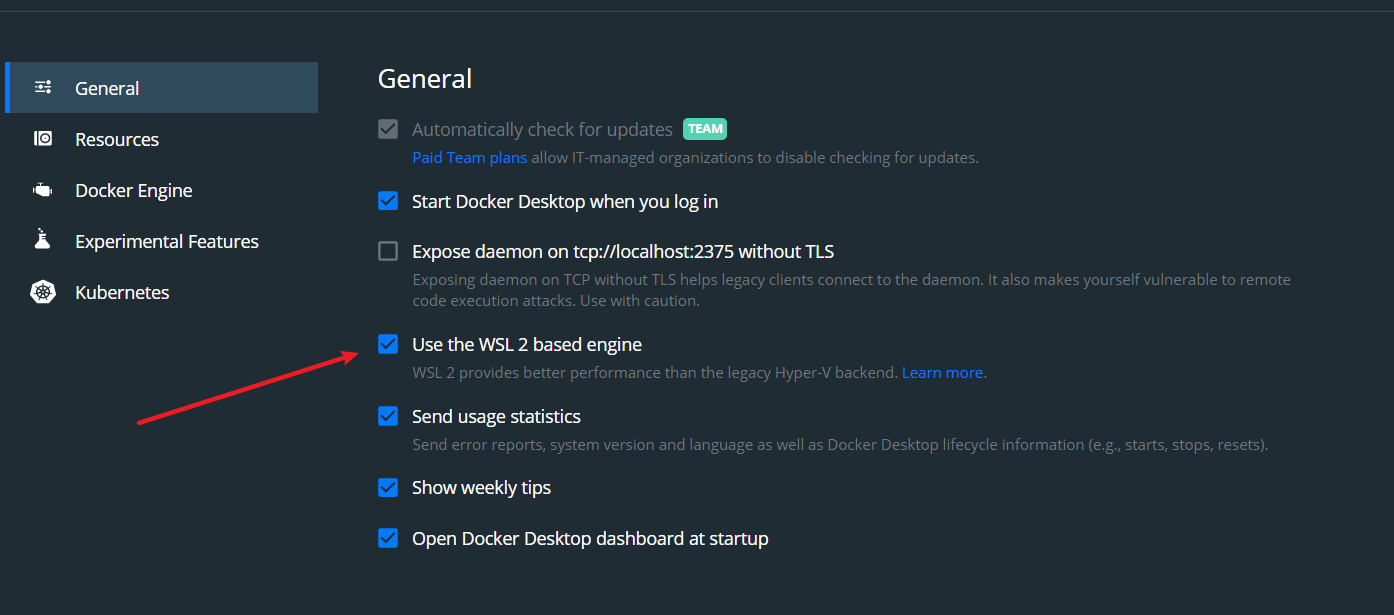 General
Resources
Docker Engine
Experimental Features
Kubernetes
General
Automatically check for updates TEAM
Paid Team plans allow IT-managed organizations to disable checking for updates.
Start Docker Desktop when you log in
Expose daemon on tcp://localhost:2375 without TLS
Exposing daemon on TCP without TLS helps legacy clients connect to the daemon. It also makes yourself vulnerable to remote
code execution attacks. Use with caution.
Use the WSL 2 based engine
WSL 2 provides better performance than the legacy Hyper-V backend. Learn more.
Send usage statistics
Send error reports, system version and language as well as Docker Desktop lifecycle information (e.g., starts, stops, resets).
Show weekly tips
Open Docker Desktop dashboard at startup